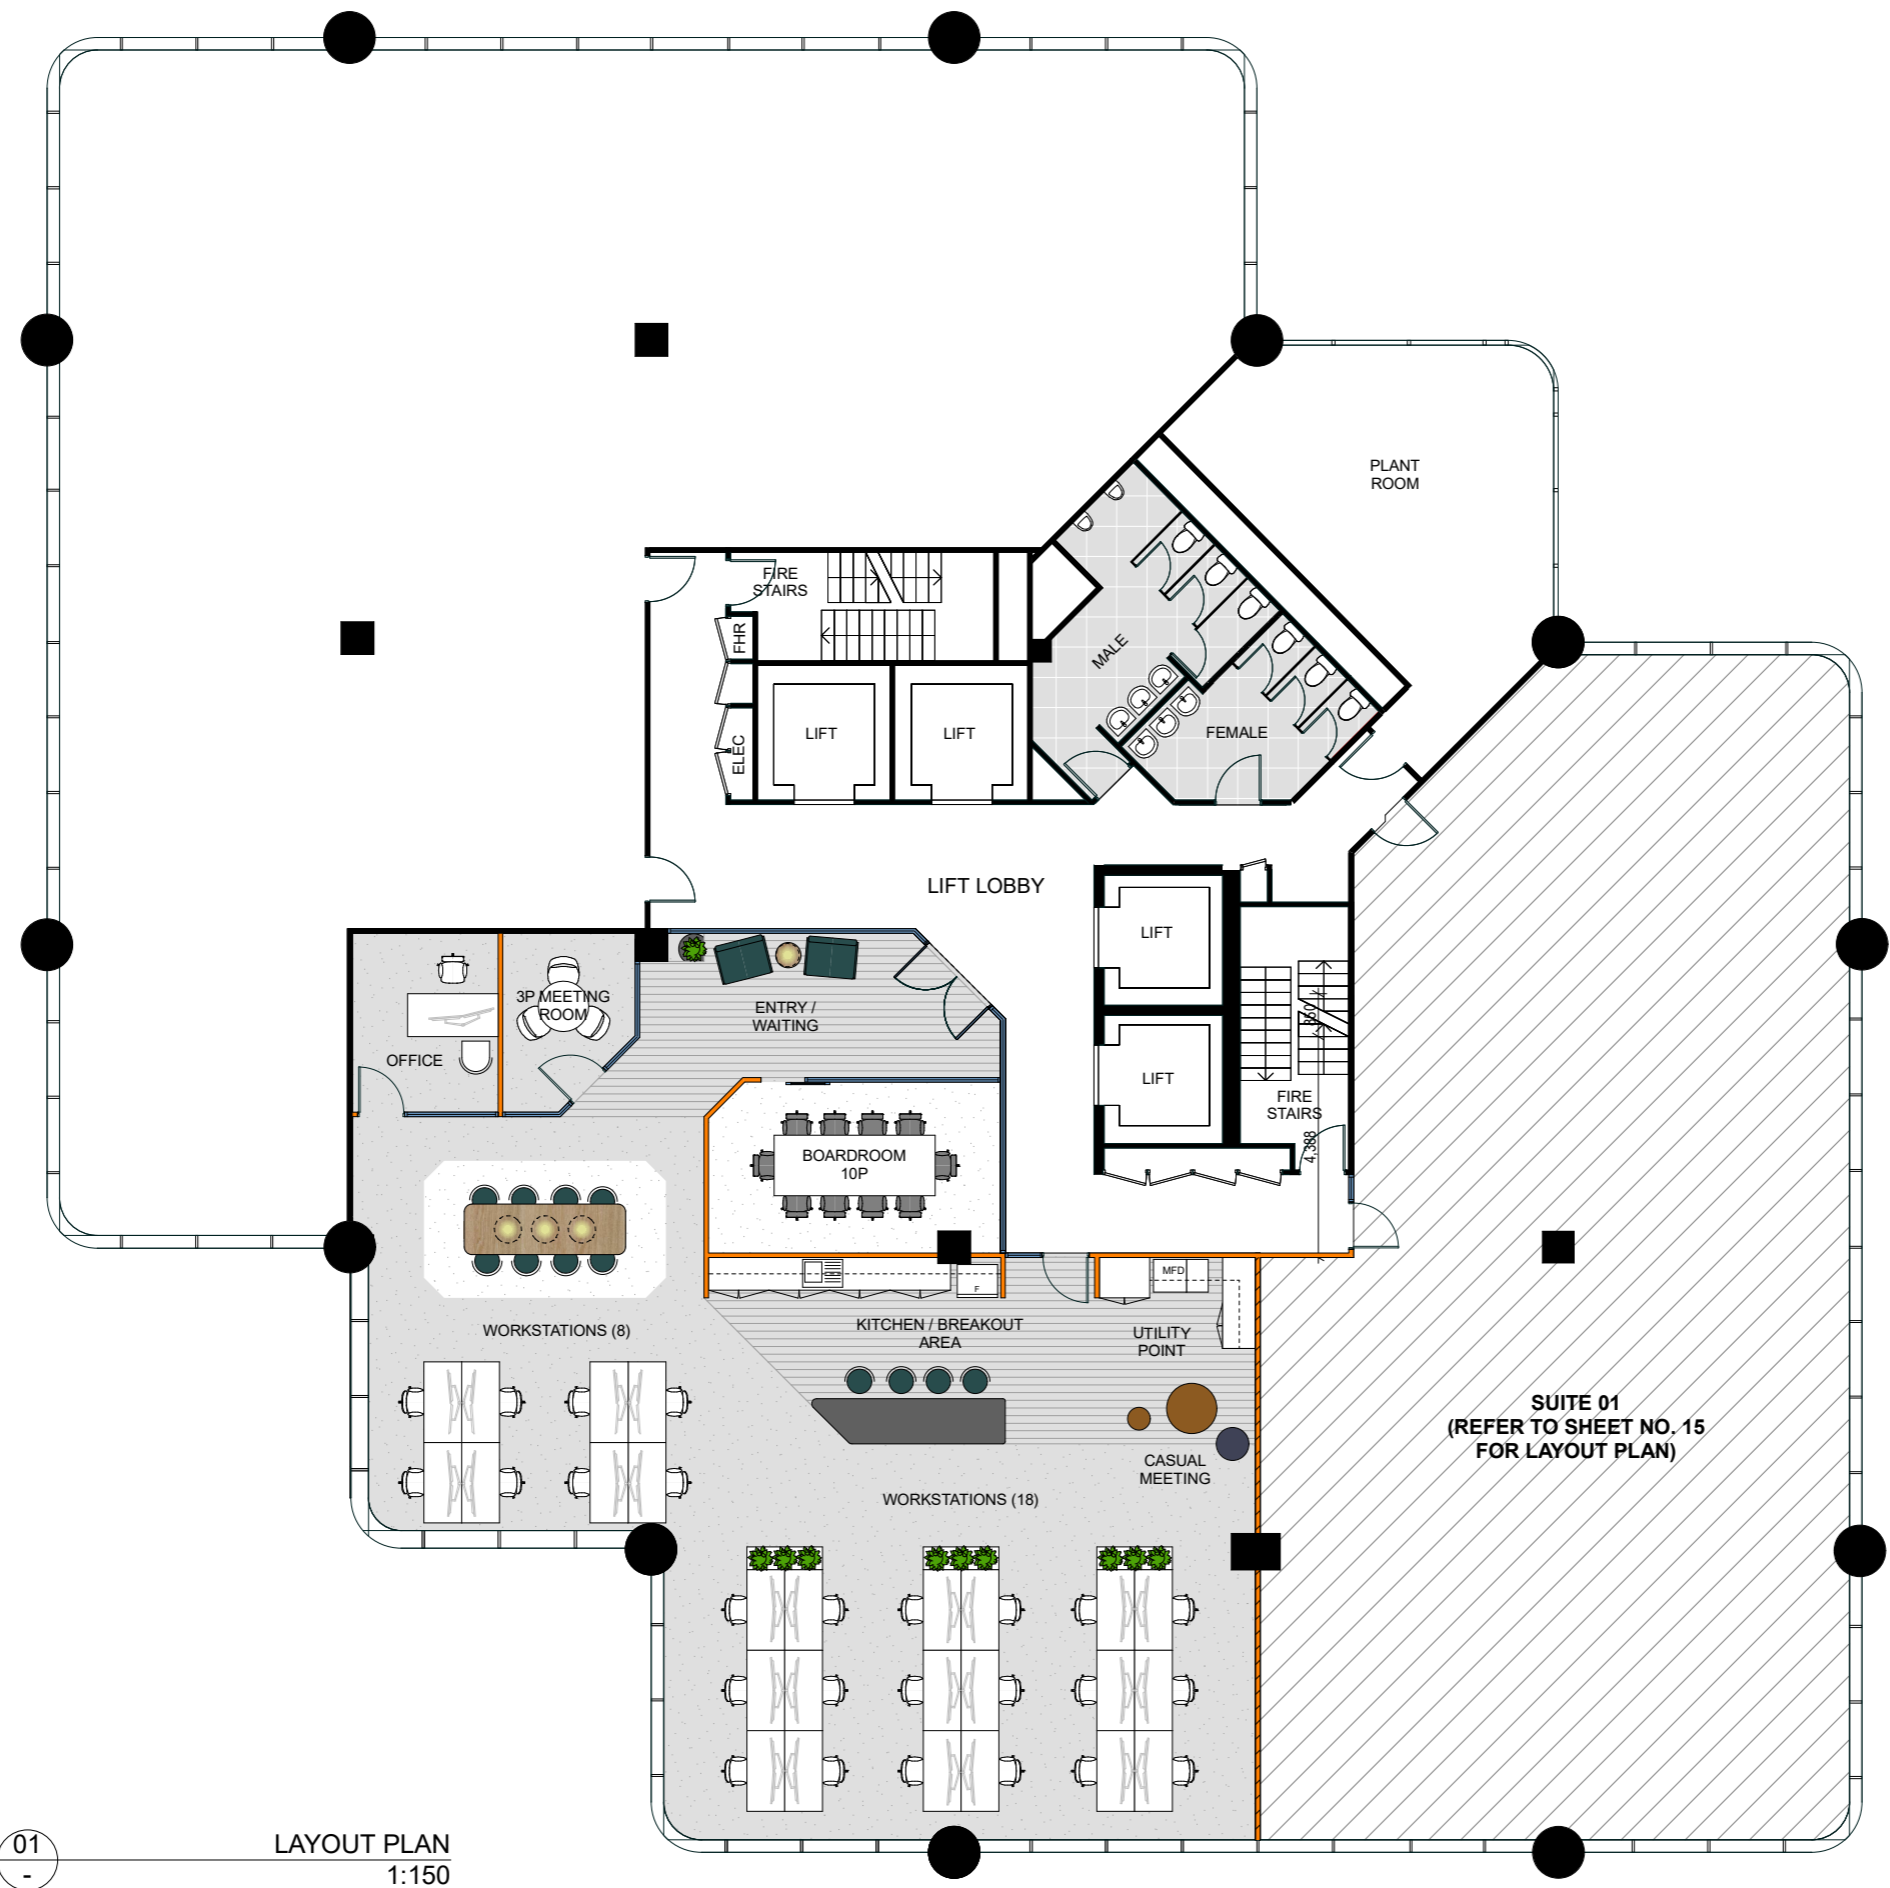 PLANT
ROOM
FIRE
STAIRS
FHR
MALE
LIFT
LIFT
FEMALE
ELEC
LIFT LOBBY
LIFT
3P MEETING
ROOM
ENTRY /
WAITING
850
OFFICE
LIFT
FIRE
STAIRS
4,388
BOARDROOM
10P
MFD
F
WORKSTATIONS (8)
KITCHEN / BREAKOUT
AREA
UTILITY
POINT
SUITE 01
(REFER TO SHEET NO. 15
FOR LAYOUT PLAN)
CASUAL
MEETING
WORKSTATIONS (18)
01
-
LAYOUT PLAN
1:150